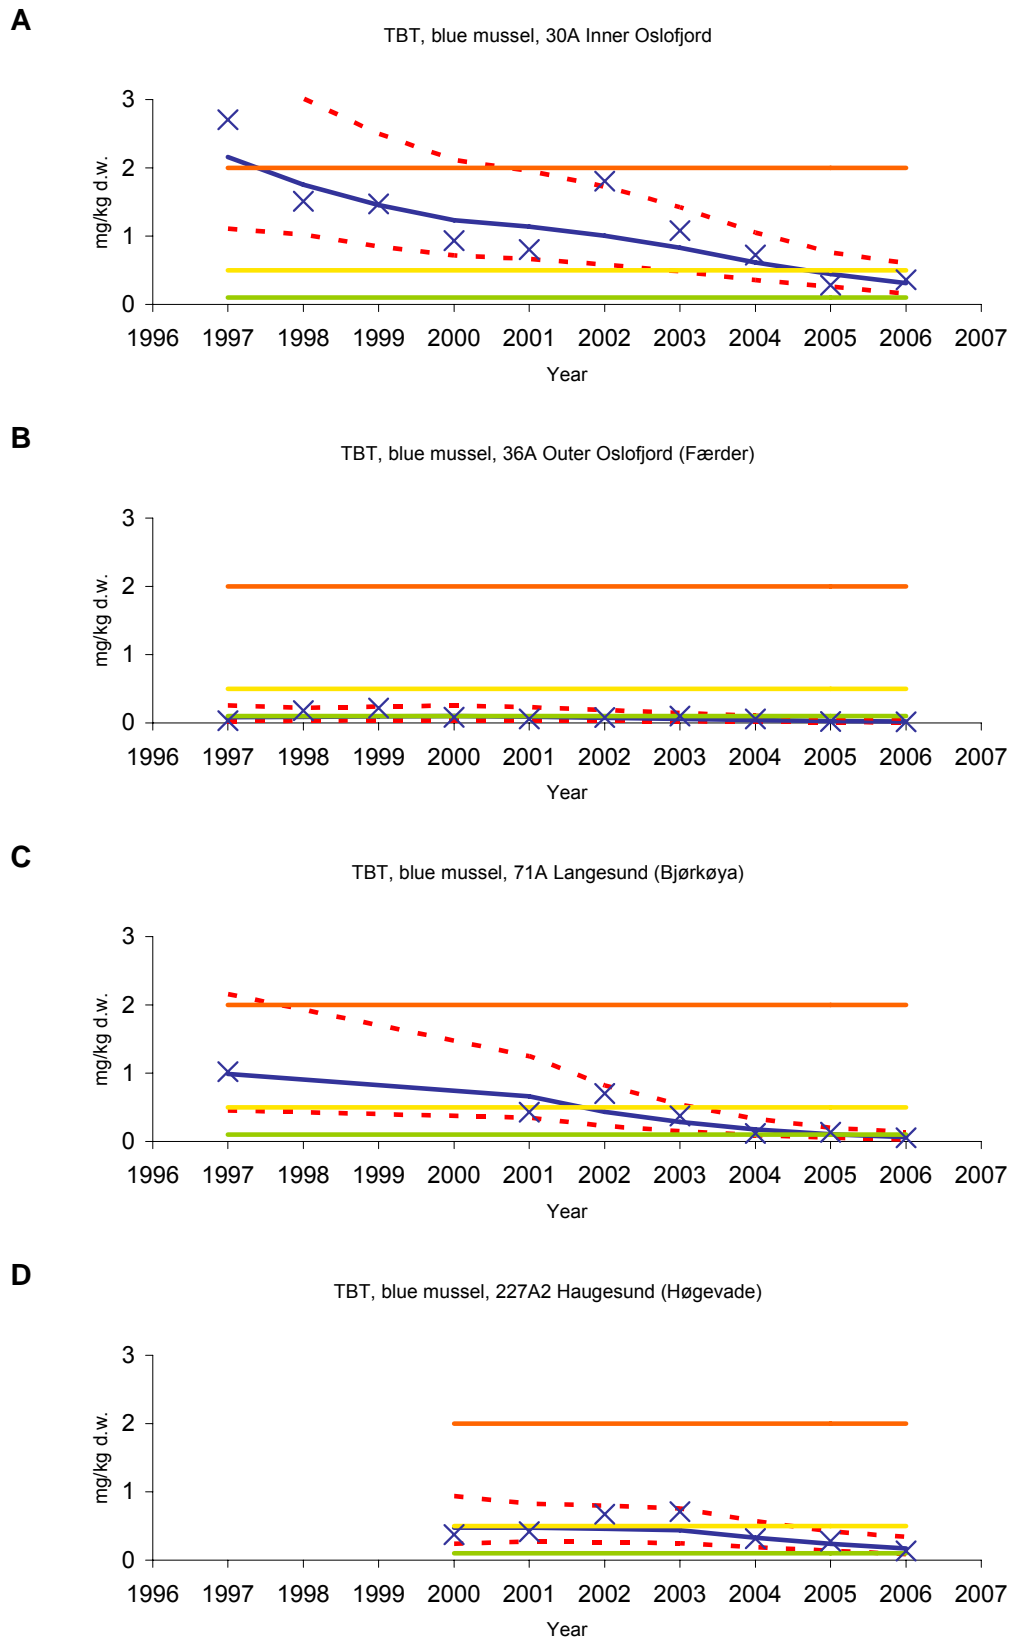 A
TBT, blue mussel, 30A Inner Oslofjord
mg/kg d.w.
3
2
1
0
1996 1997 1998 1999 2000 2001 2002 2003 2004 2005 2006 2007
Year
B
TBT, blue mussel, 36A Outer Oslofjord (Færder)
mg/kg d.w.
3
2
1
0
1996 1997 1998 1999 2000 2001 2002 2003 2004 2005 2006 2007
Year
C
TBT, blue mussel, 71A Langesund (Bjørkøya)
mg/kg d.w.
3
2
1
0
1996 1997 1998 1999 2000 2001 2002 2003 2004 2005 2006 2007
Year
D
TBT, blue mussel, 227A2 Haugesund (Høgevade)
mg/kg d.w.
3
2
1
0
1996 1997 1998 1999 2000 2001 2002 2003 2004 2005 2006 2007
Year